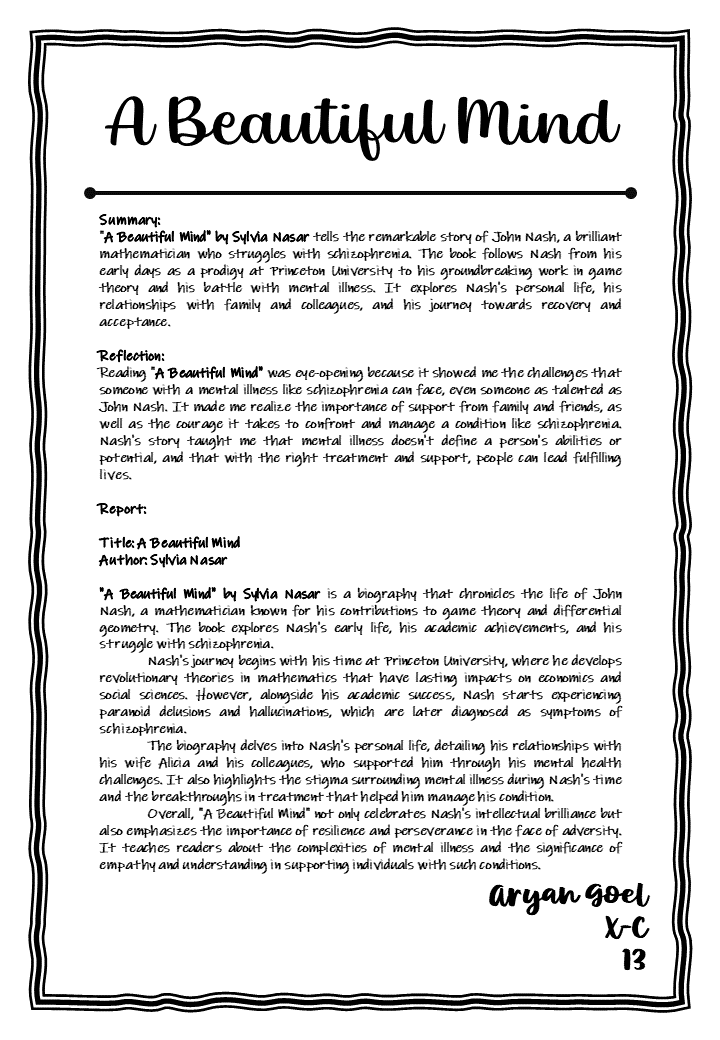 A Beautiful Mind
Summary:
"A Beautiful Mind" by Sylvia Nasar tells the remarkable story of John Nash, a brilliant
mathematician who struggles with schizophrenia. The book follows Nash from his
early days as a prodigy at Princeton University to his groundbreaking work in game
theory and his battle with mental illness. It explores Nash's personal life, his
relationships with family and colleagues, and his journey towards recovery and
acceptance.
Reflection:
Reading "A Beautiful Mind" was eye-opening because it showed me the challenges that
someone with a mental illness like schizophrenia can face, even someone as talented as
John Nash. It made me realize the importance of support from family and friends, as
well as the courage it takes to confront and manage a condition like schizophrenia.
Nash's story taught me that mental illness doesn't define a person's abilities or
potential, and that with the right treatment and support, people can lead fulfilling
lives.
Report:
Title: A Beautiful Mind
Author: Sylvia Nasar
"A Beautiful Mind" by Sylvia Nasar is a biography that chronicles the life of John
Nash, a mathematician known for his contributions to game theory and differential
geometry. The book explores Nash's early life, his academic achievements, and his
struggle with schizophrenia.
Nash's journey begins with his time at Princeton University, where he develops
revolutionary theories in mathematics that have lasting impacts on economics and
social sciences. However, alongside his academic success, Nash starts experiencing
paranoid delusions and hallucinations, which are later diagnosed as symptoms of
schizophrenia.
The biography delves into Nash's personal life, detailing his relationships with
his wife Alicia and his colleagues, who supported him through his mental health
challenges. It also highlights the stigma surrounding mental illness during Nash's time
and the breakthroughs in treatment that helped him manage his condition.
Overall, "A Beautiful Mind" not only celebrates Nash's intellectual brilliance but
also emphasizes the importance of resilience and perseverance in the face of adversity.
It teaches readers about the complexities of mental illness and the significance of
empathy and understanding in supporting individuals with such conditions.
Aryan Goel
X-C
13